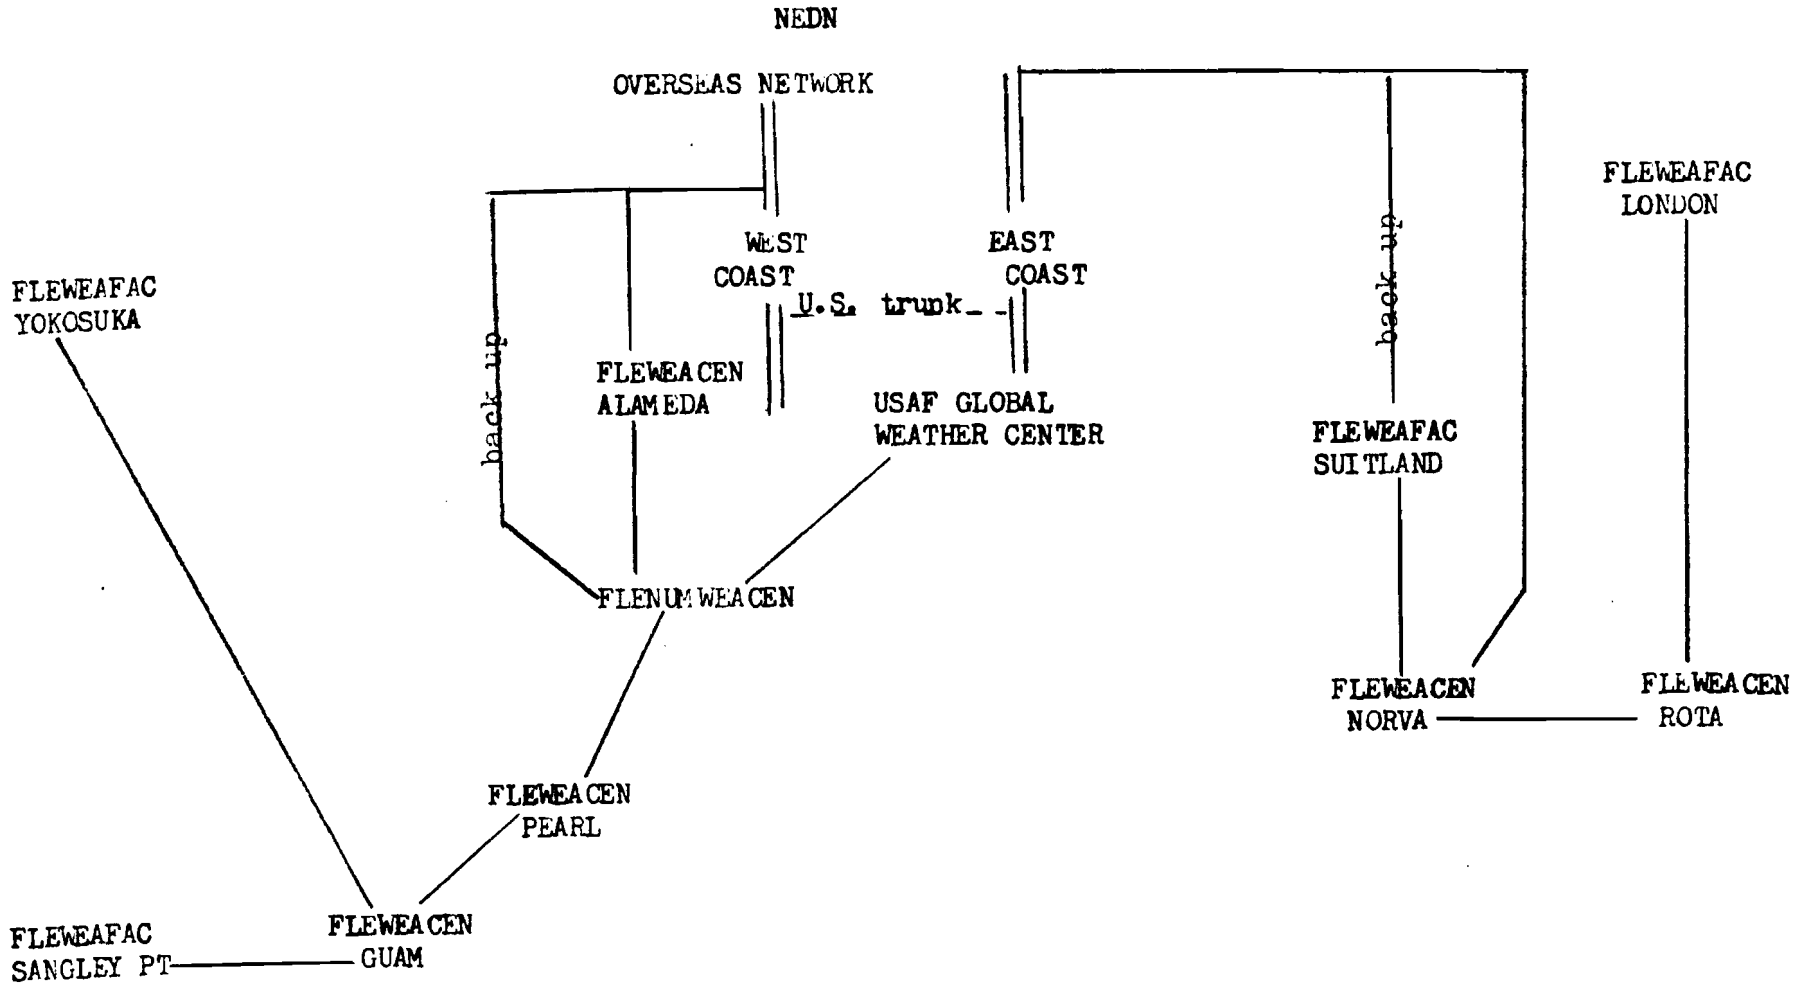 NEDN
OVERSEAS NETWORK
FLEWEAFAC
LONDON
WEST
COAST
EAST
COAST
U.S. trunk
back up
FLEWEAFAC
YOKOSUKA
back up
FLEWEACEN
ALAMEDA
USAF GLOBAL
WEATHER CENTER
FLEWEAFAC
SUITLAND
FLENUMWEACEN
FLEWEACEN
NORVA
FLEWEACEN
ROTA
FLEWEACEN
PEARL
FLEWEACEN
GUAM
FLEWEAFAC
SANGLEY PT